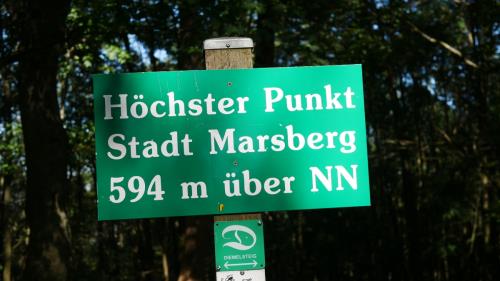 Höchster Punkt
Stadt Marsberg
594 m über NN
DIEMELSTEIG